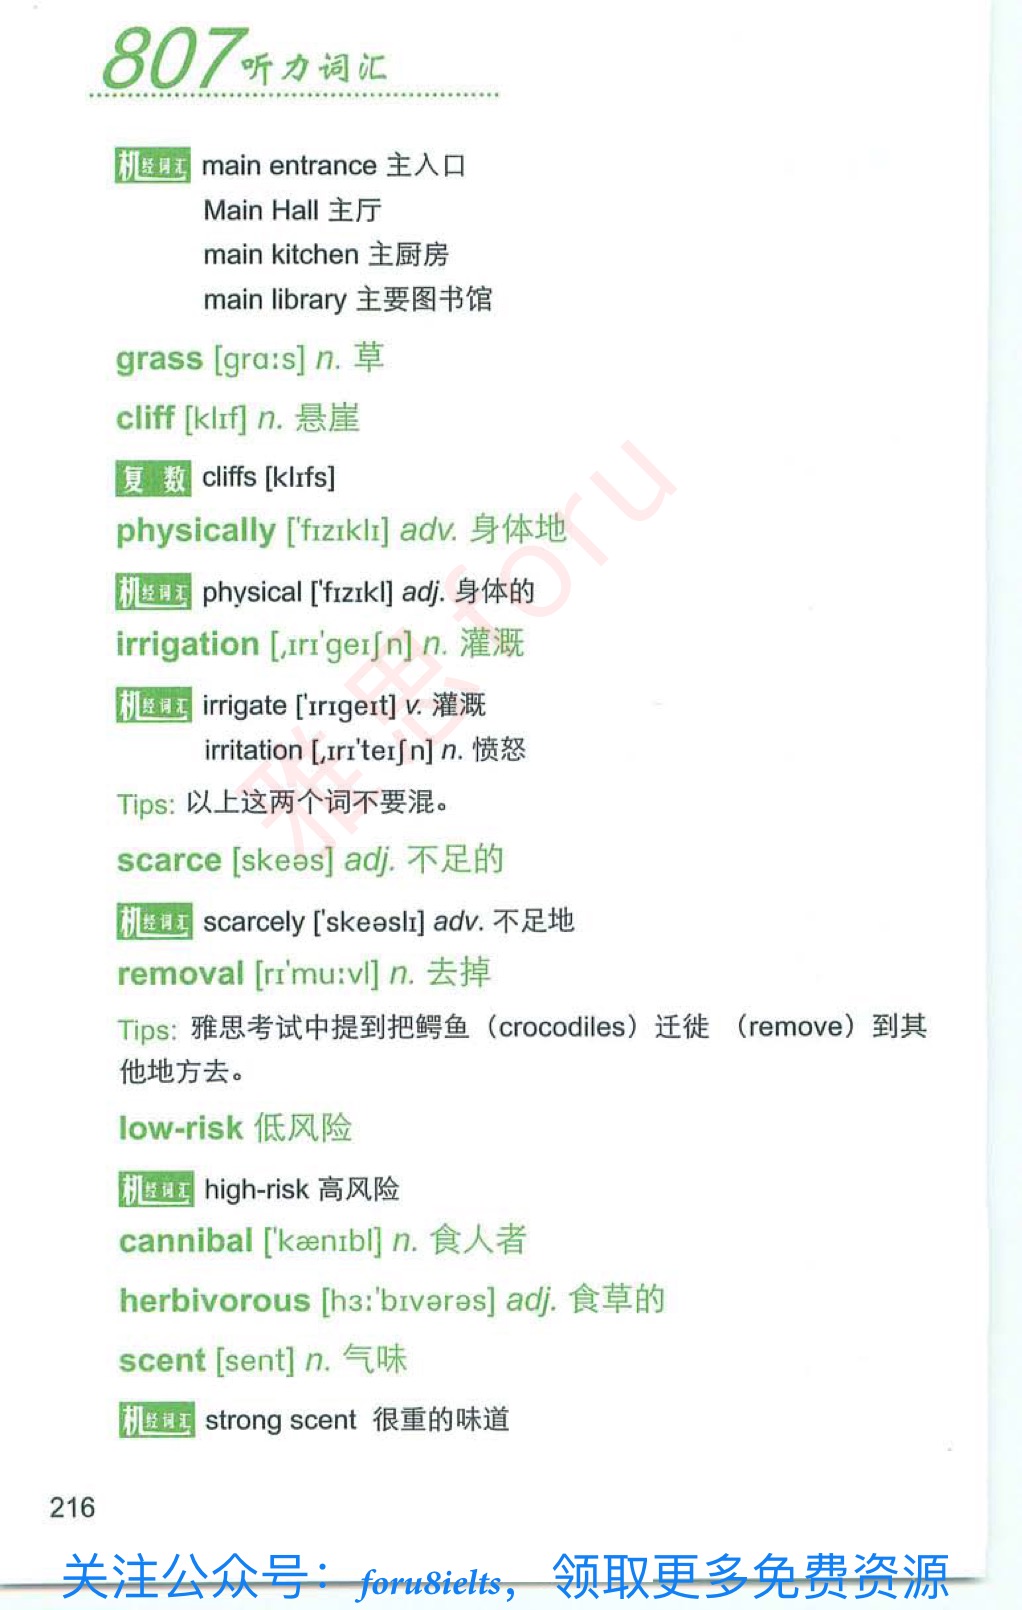 807听力词汇
机经词汇 main entrance 主入口
Main Hall 主厅
main kitchen 主厨房
main library 主要图书馆
grass [grɑːs] n. 草
cliff [klɪf] n. 悬崖
复数 cliffs [klɪfs]
physically ['fɪzɪklɪ] adv. 身体地
机经词汇 physical ['fɪzɪkl] adj. 身体的
irrigation [ˌɪrɪ'geɪʃn] n. 灌溉
机经词汇 irrigate ['ɪrɪgeɪt] v. 灌溉
irritation [ˌɪrɪ'teɪʃn] n. 愤怒
Tips: 以上这两个词不要混。
scarce [skeəs] adj. 不足的
机经词汇 scarcely ['skeəslɪ] adv. 不足地
removal [rɪ'muːvl] n. 去掉
Tips: 雅思考试中提到把鳄鱼（crocodiles）迁徙 （remove）到其
他地方去。
low-risk 低风险
机经词汇 high-risk 高风险
cannibal ['kænɪbl] n. 食人者
herbivorous [hɜː'bɪvərəs] adj. 食草的
scent [sent] n. 气味
机经词汇 strong scent 很重的味道
216
雅思foru
关注公众号：foru8ielts，领取更多免费资源